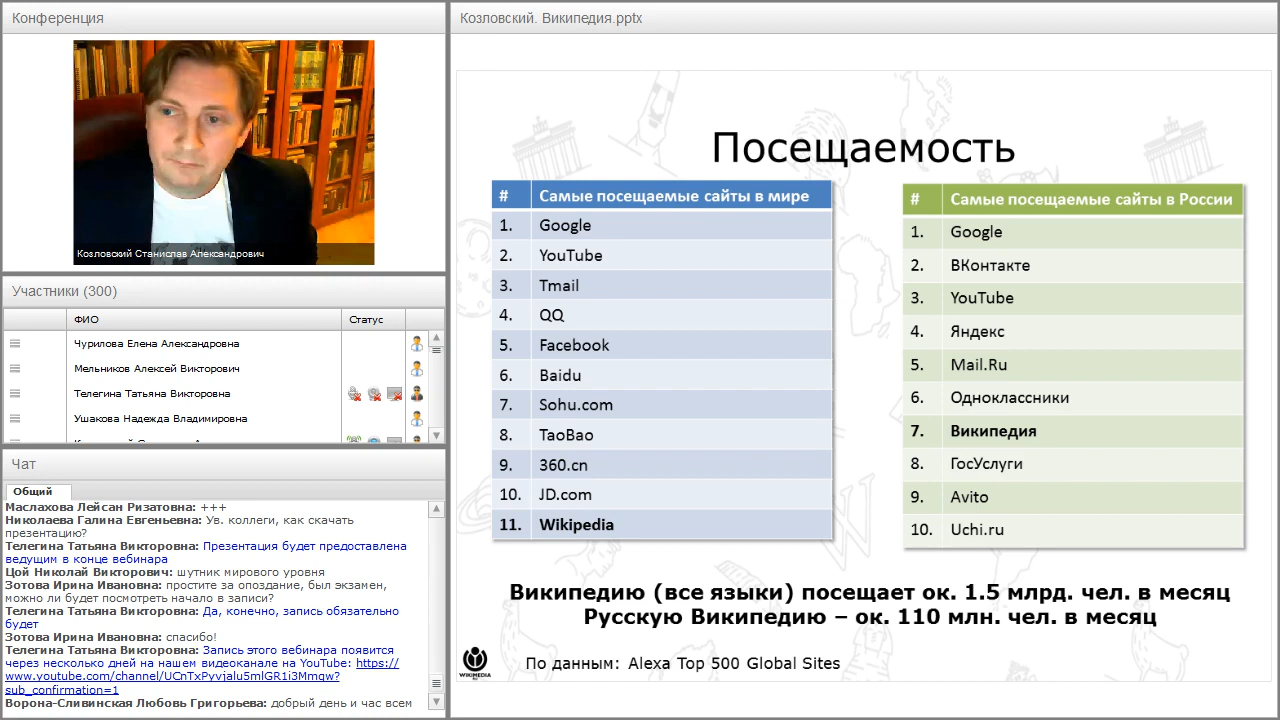 Конференция
Козловский Станислав Александрович
Участники (300)
ФИО
Статус
Чурилова Елена Александровна
Мельников Алексей Викторович
Телегина Татьяна Викторовна
Ушакова Надежда Владимировна
Чат
Общий
Маслахова Лейсан Ризатовна: +++
Николаева Галина Евгеньевна: Ув. коллеги, как скачать
презентацию?
Телегина Татьяна Викторовна: Презентация будет предоставлена
ведущим в конце вебинара
Цой Николай Викторович: шутник мирового уровня
Зотова Ирина Ивановна: простите за опоздание, был экзамен,
можно ли будет посмотреть начало в записи?
Телегина Татьяна Викторовна: Да, конечно, запись обязательно
будет
Зотова Ирина Ивановна: спасибо!
Телегина Татьяна Викторовна: Запись этого вебинара появится
через несколько дней на нашем видеоканале на YouTube: https://
www.youtube.com/channel/UCnTxPyvjalu5mlGR1i3Mmqw?
sub_confirmation=1
Ворона-Сливинская Любовь Григорьева: добрый день и час всем
Козловский. Википедия.pptx
Посещаемость
# Самые посещаемые сайты в мире
1. Google
2. YouTube
3. Tmail
4. QQ
5. Facebook
6. Baidu
7. Sohu.com
8. TaoBao
9. 360.cn
10. JD.com
11. Wikipedia
# Самые посещаемые сайты в России
1. Google
2. ВКонтакте
3. YouTube
4. Яндекс
5. Mail.Ru
6. Одноклассники
7. Википедия
8. ГосУслуги
9. Avito
10. Uchi.ru
Википедию (все языки) посещает ок. 1.5 млрд. чел. в месяц
Русскую Википедию – ок. 110 млн. чел. в месяц
WIKIMEDIA
RU
По данным: Alexa Top 500 Global Sites